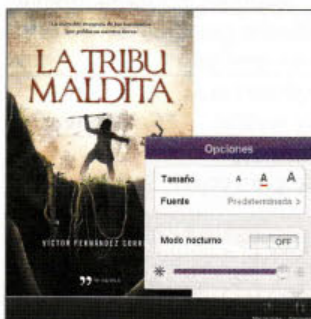 LA TRIBU
MALDITA
VÍCTOR FERNÁNDEZ
Opciones
Tamaño A A A
Fuente Predeterminada >
Modo nocturno OFF